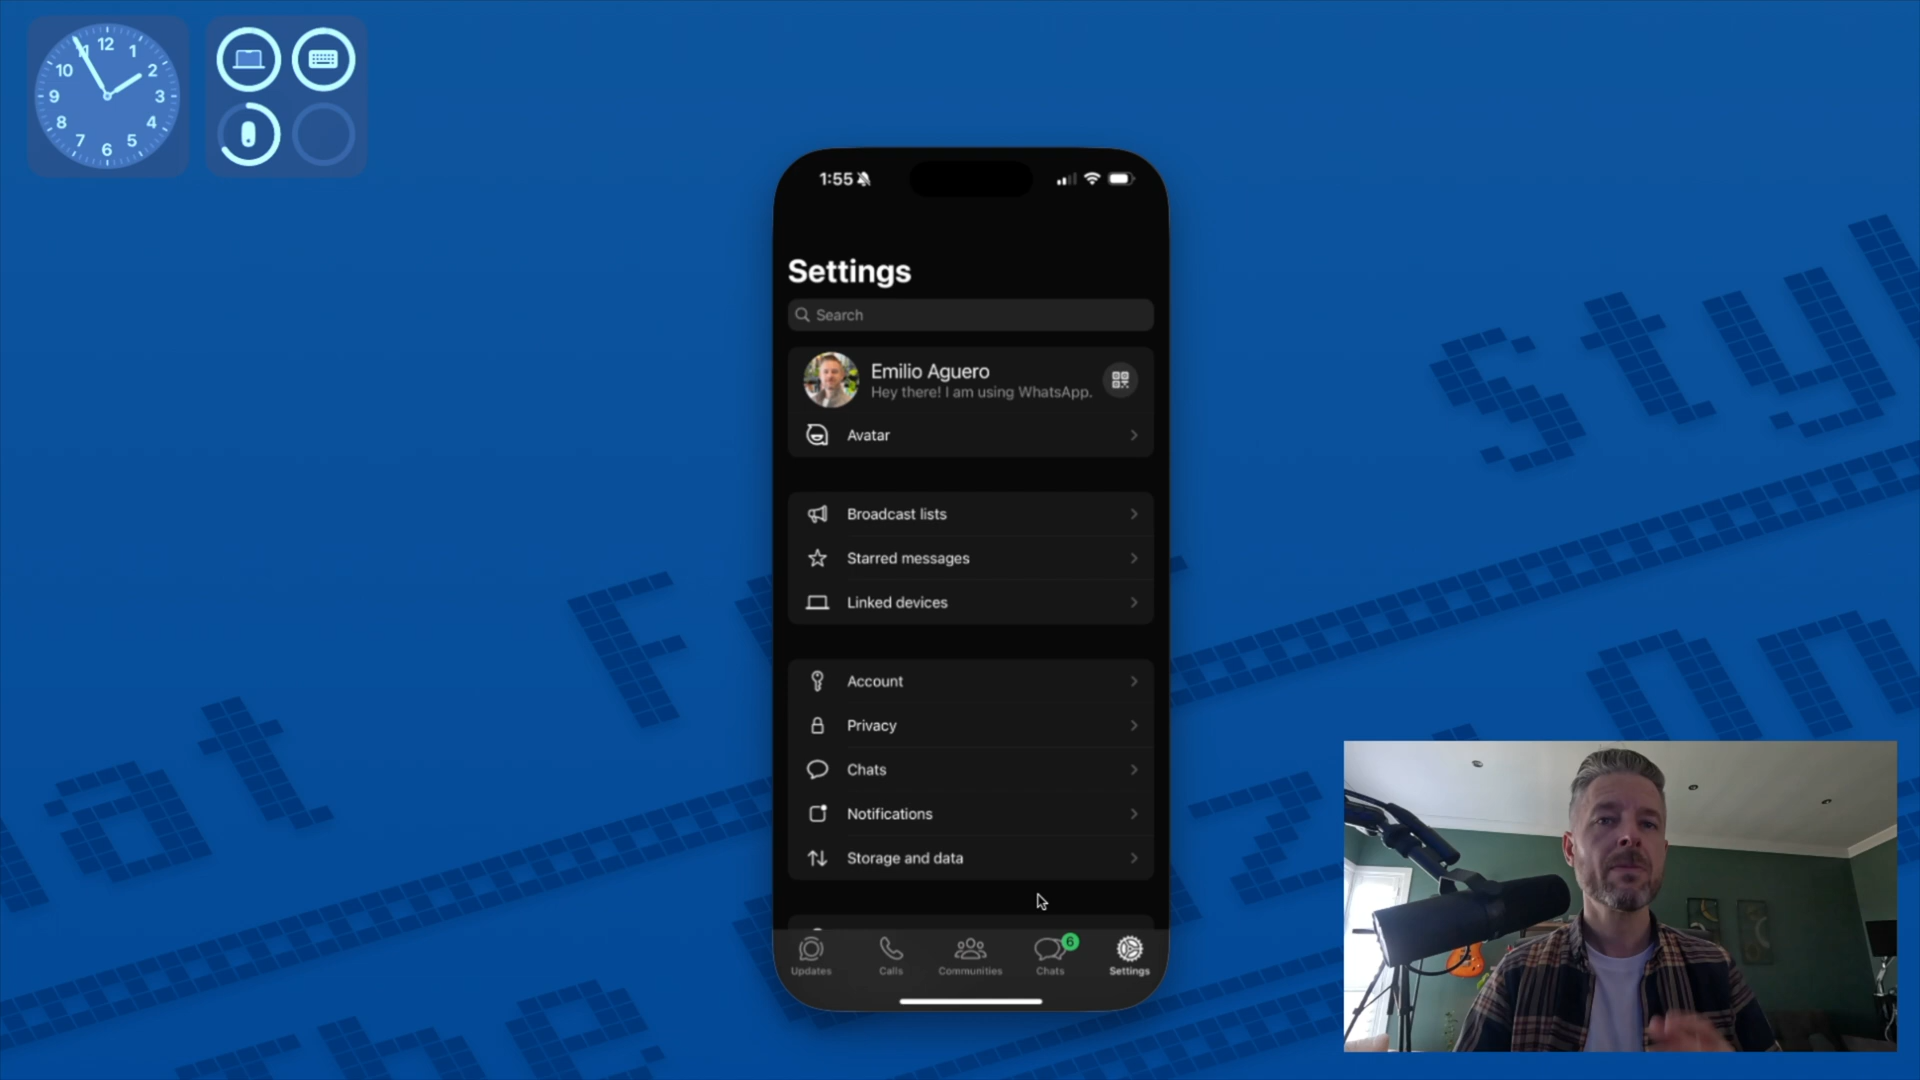 12
11
1
10
2
9
3
8
4
7
5
6
1:55
Settings
Search
Emilio Aguero
Hey there! I am using WhatsApp.
Avatar
Broadcast lists
Starred messages
Linked devices
Account
Privacy
Chats
Notifications
Storage and data
6
Updates
Calls
Communities
Chats
Settings